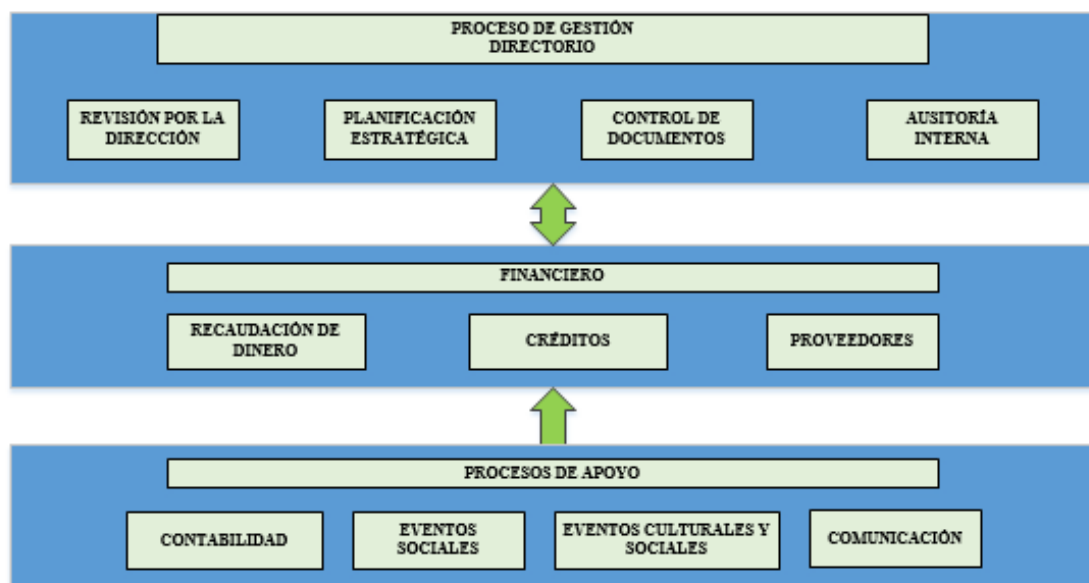 PROCESO DE GESTIÓN
DIRECTORIO
REVISIÓN POR LA
DIRECCIÓN
PLANIFICACIÓN
ESTRATÉGICA
CONTROL DE
DOCUMENTOS
AUSITORÍA
INTERNA
FINANCIERO
RECAUDACIÓN DE
DINERO
CRÉDITOS
PROVEEDORES
PROCESOS DE APOYO
CONTABILIDAD
EVENTOS
SOCIALES
EVENTOS CULTURALES Y
SOCIALES
COMUNICACIÓN